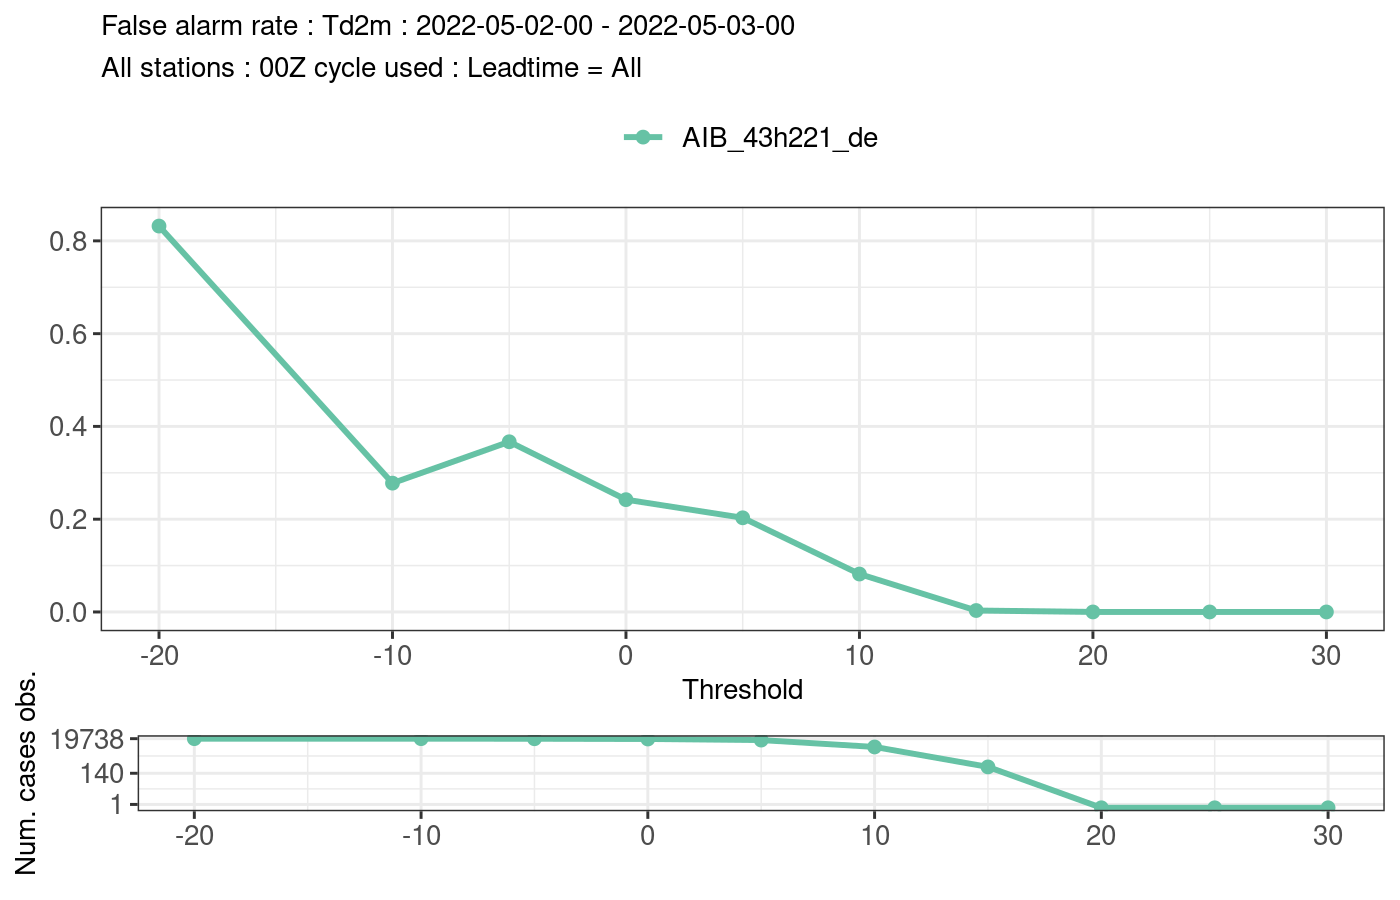 False alarm rate : Td2m : 2022-05-02-00 - 2022-05-03-00
All stations : 00Z cycle used : Leadtime = All
AIB_43h221_de
0.8
0.6
0.4
0.2
0.0
-20 -10 0 10 20 30
Threshold
Num. cases obs.
19738
140
1
-20 -10 0 10 20 30